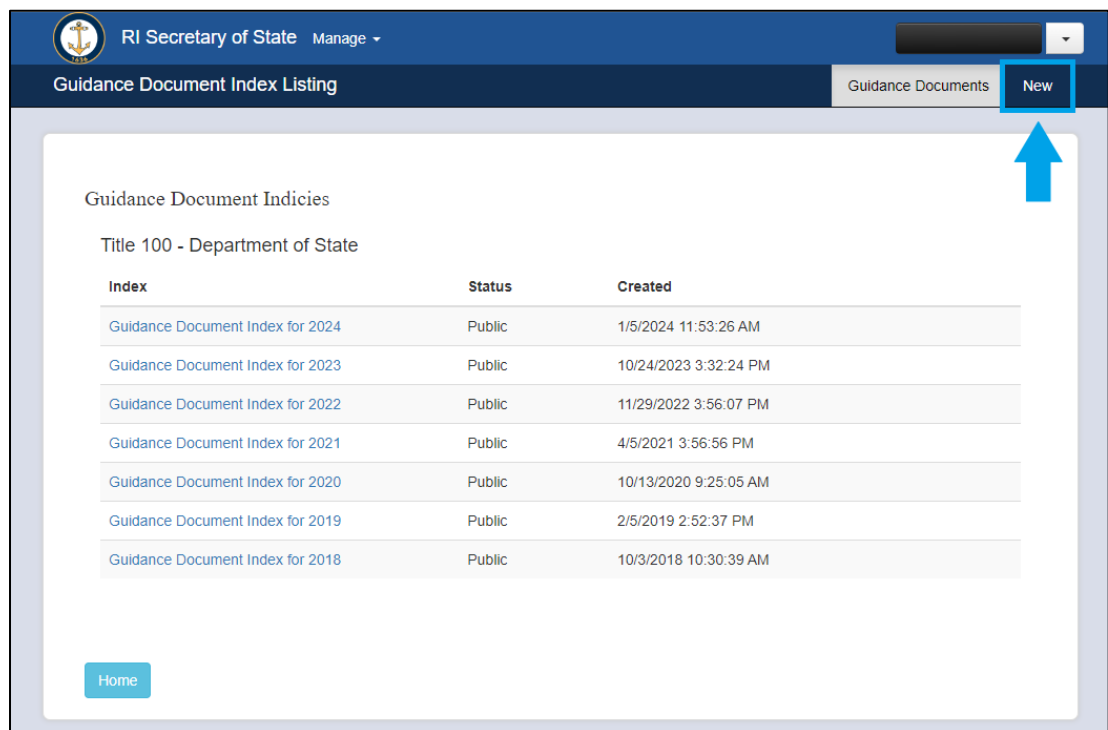 RI Secretary of State Manage
1636
Guidance Document Index Listing Guidance Documents New
Guidance Document Indicies
Title 100 - Department of State
Index Status Created
Guidance Document Index for 2024 Public 1/5/2024 11:53:26 AM
Guidance Document Index for 2023 Public 10/24/2023 3:32:24 PM
Guidance Document Index for 2022 Public 11/29/2022 3:56:07 PM
Guidance Document Index for 2021 Public 4/5/2021 3:56:56 PM
Guidance Document Index for 2020 Public 10/13/2020 9:25:05 AM
Guidance Document Index for 2019 Public 2/5/2019 2:52:37 PM
Guidance Document Index for 2018 Public 10/3/2018 10:30:39 AM
Home